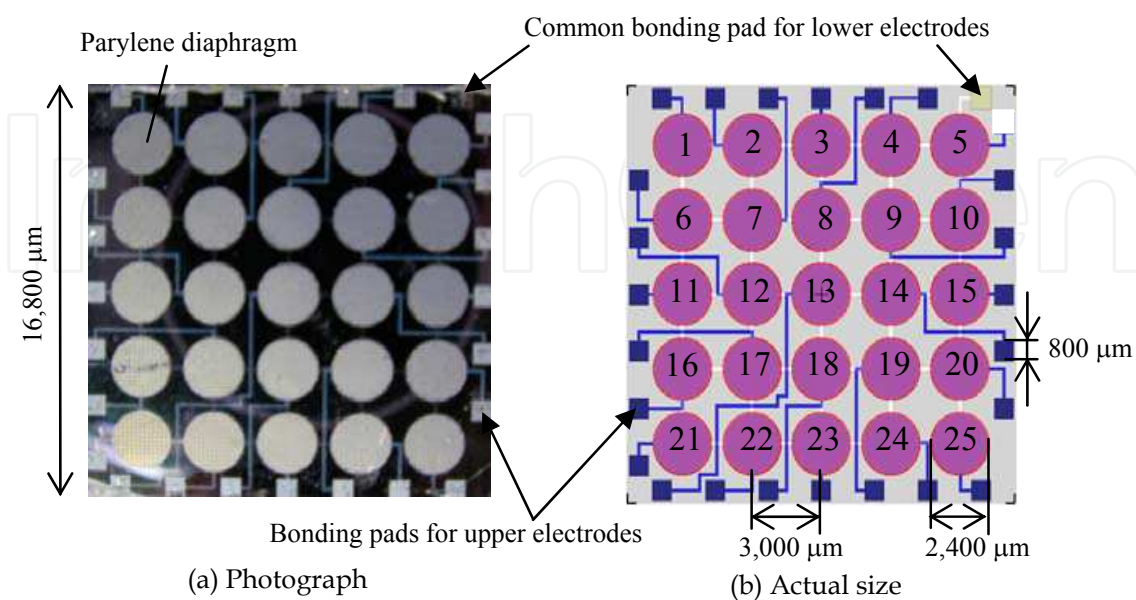 Common bonding pad for lower electrodes
Parylene diaphragm
16,800 μm
1 2 3 4 5
6 7 8 9 10
11 12 13 14 15
16 17 18 19 20
800 μm
21 22 23 24 25
Bonding pads for upper electrodes
3,000 μm
2,400 μm
(a) Photograph
(b) Actual size